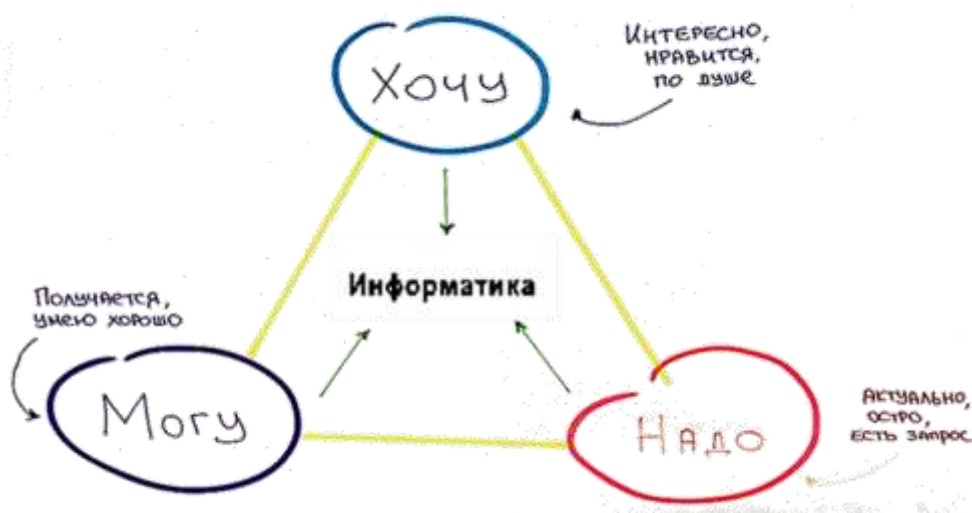 Хочу
Интересно,
нравится,
по душе
Информатика
Получается,
умею хорошо
Могу
Надо
Актуально,
остро,
есть запрос